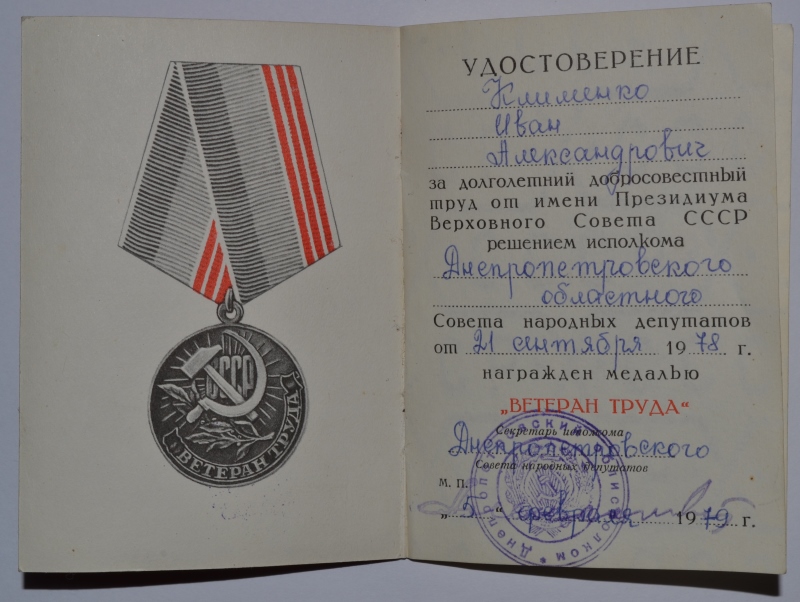 СССР
ВЕТЕРАН ТРУДА
УДОСТОВЕРЕНИЕ
Клименко
Иван
Александрович
за долголетний добросовестный
труд от имени Президиума
Верховного Совета СССР
решением исполкома
Днепропетровского
областного
Совета народных депутатов
от 21 сентября 1978 г.
награжден медалью
„ВЕТЕРАН ТРУДА“
Секретарь исполкома
Днепропетровского
Совета народных депутатов
М. П.
„5“ февраля 1979 г.